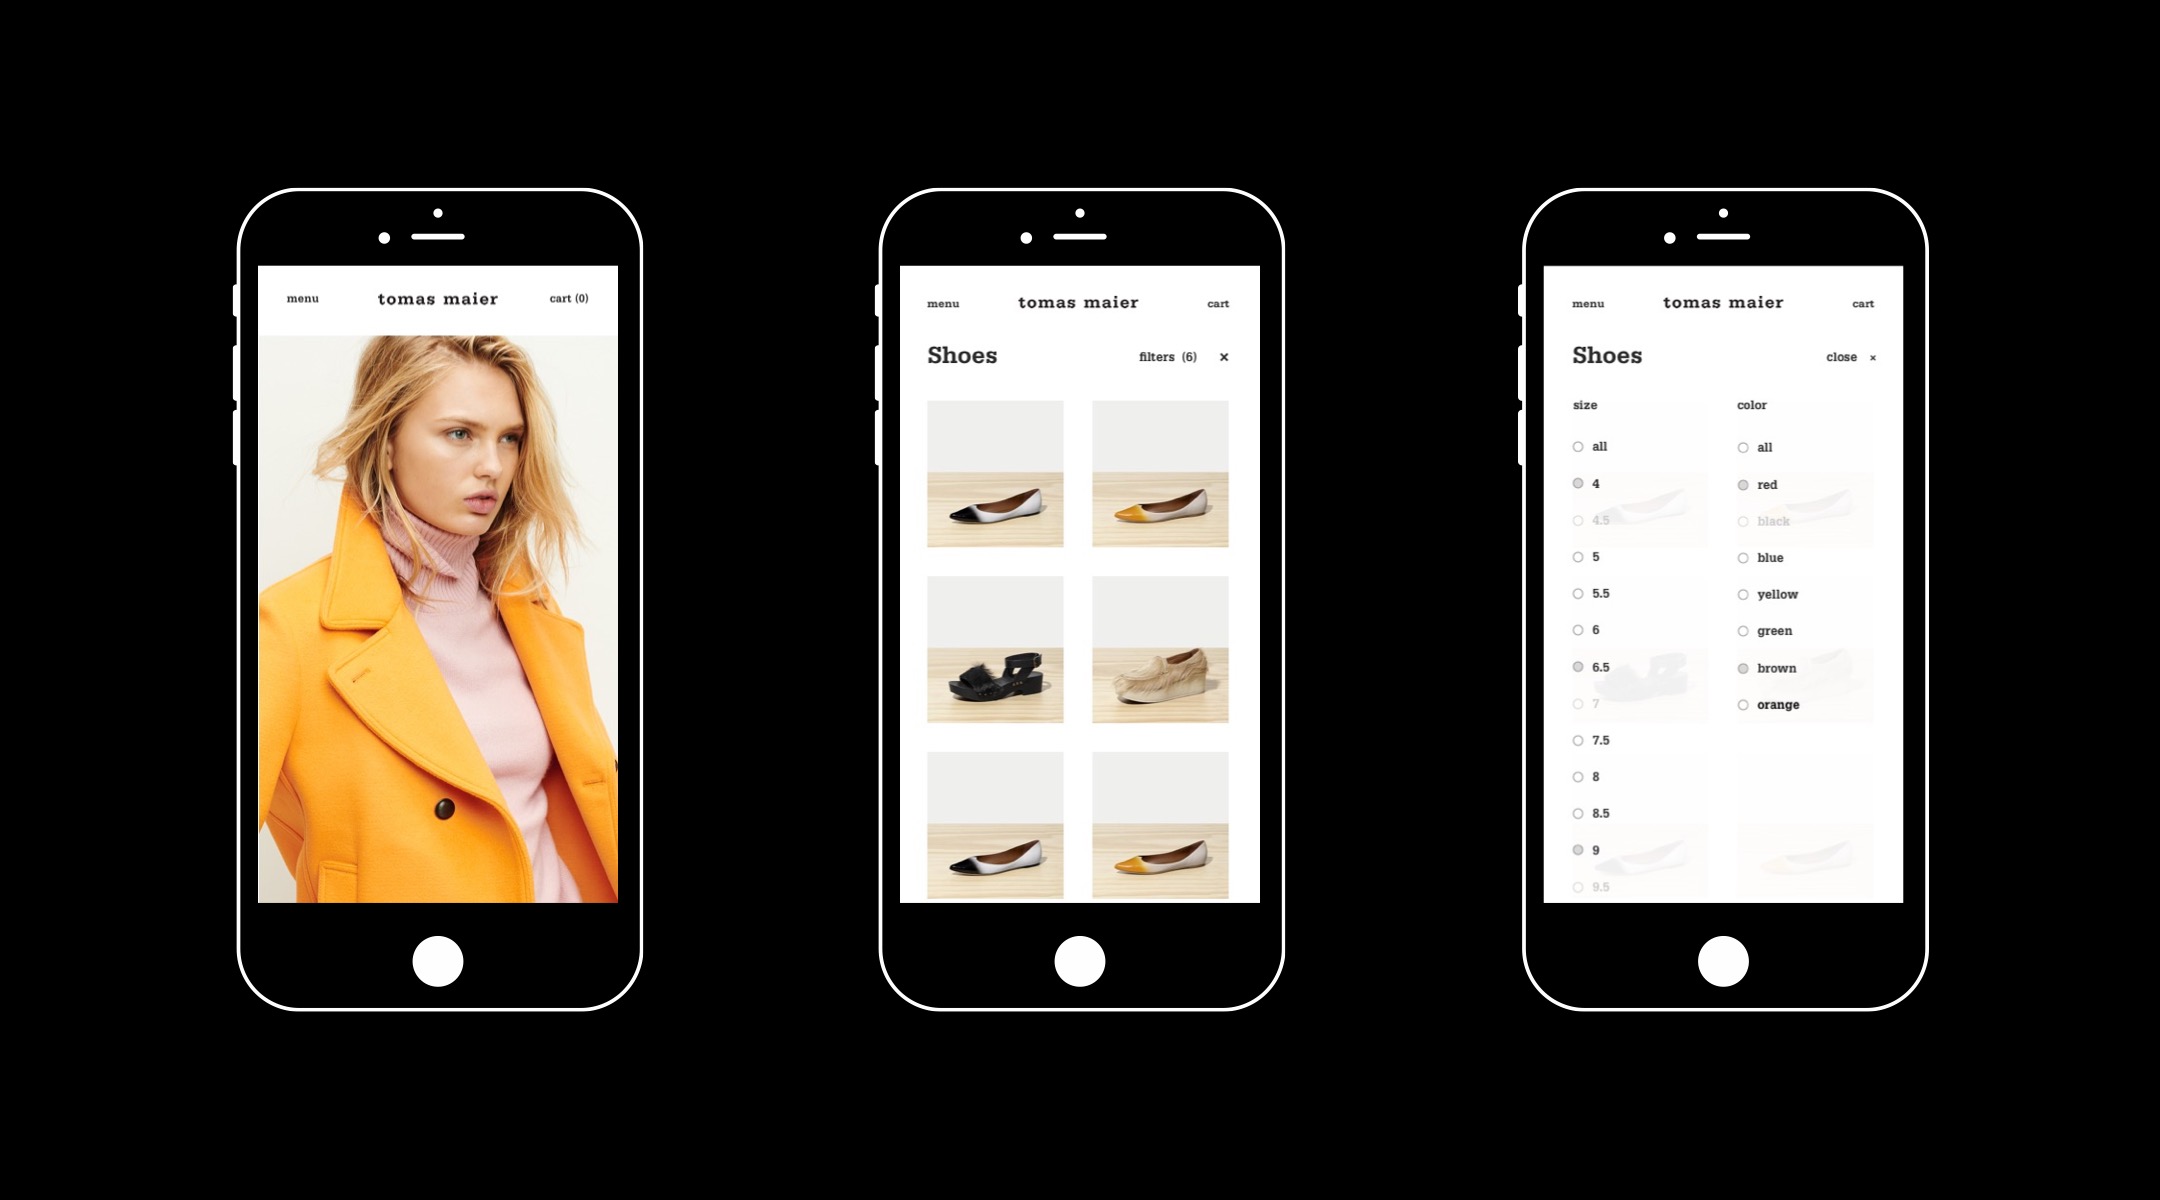 menu tomas maier cart (0)
menu tomas maier cart
Shoes filters (6) ×
menu tomas maier cart
Shoes close ×
size color
all all
4 red
4.5 black
5 blue
5.5 yellow
6 green
6.5 brown
7 orange
7.5
8
8.5
9
9.5